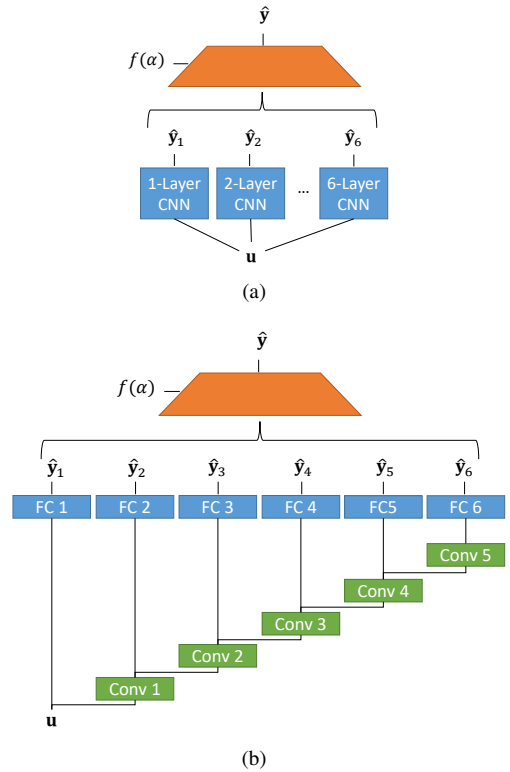 ŷ
f(α)
ŷ₁ ŷ₂ ŷ₆
1-Layer CNN 2-Layer CNN ... 6-Layer CNN
u
(a)
ŷ
f(α)
ŷ₁ ŷ₂ ŷ₃ ŷ₄ ŷ₅ ŷ₆
FC 1 FC 2 FC 3 FC 4 FC5 FC 6
Conv 5
Conv 4
Conv 3
Conv 2
Conv 1
u
(b)